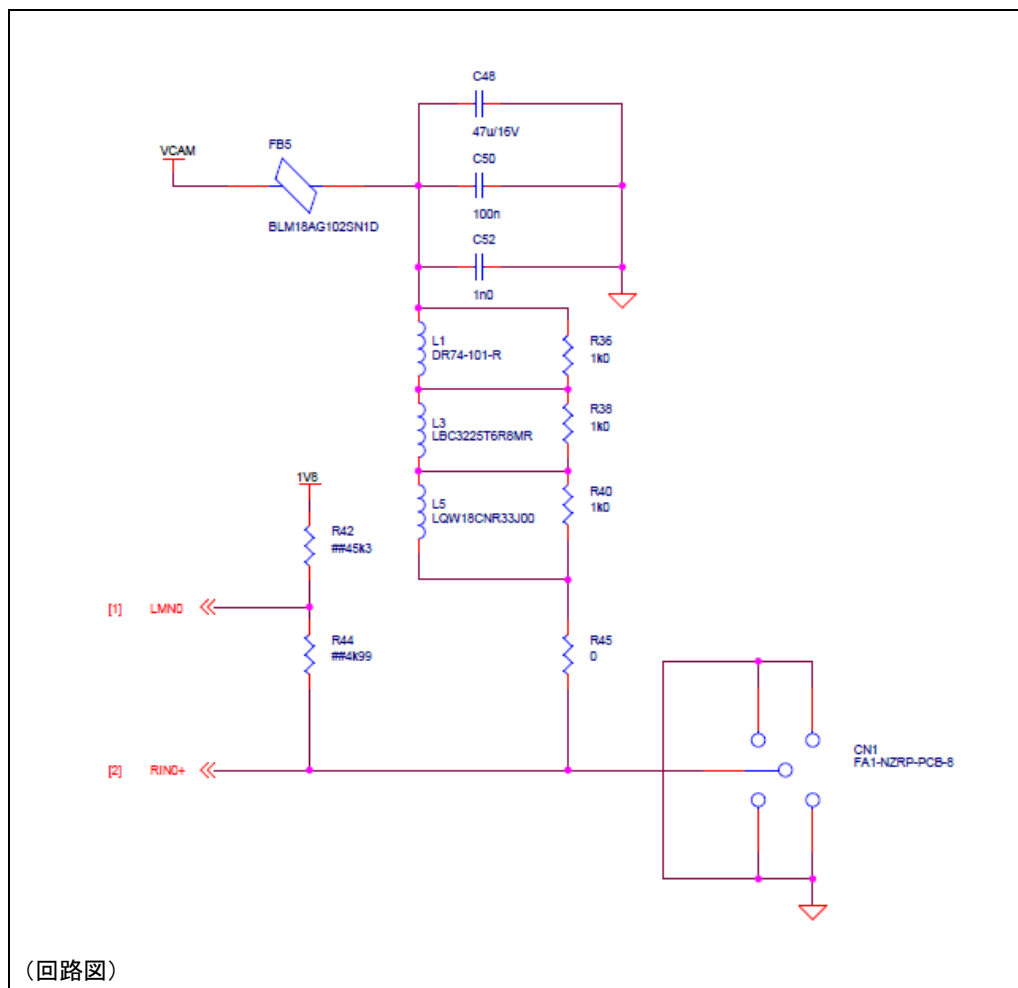 C48
47u/16V
FB5
VCAM
C50
BLM18AG102SN1D
100n
C52
1n0
L1
DR74-101-R
R36
1k0
L3
LBC3225T6R8MR
R38
1k0
1V8
L5
LQW18CNR33J00
R40
1k0
R42
##45k3
[1] LMN0
R44
##4k99
R45
0
[2] RIN0+
CN1
FA1-NZRP-PCB-8
(回路図)